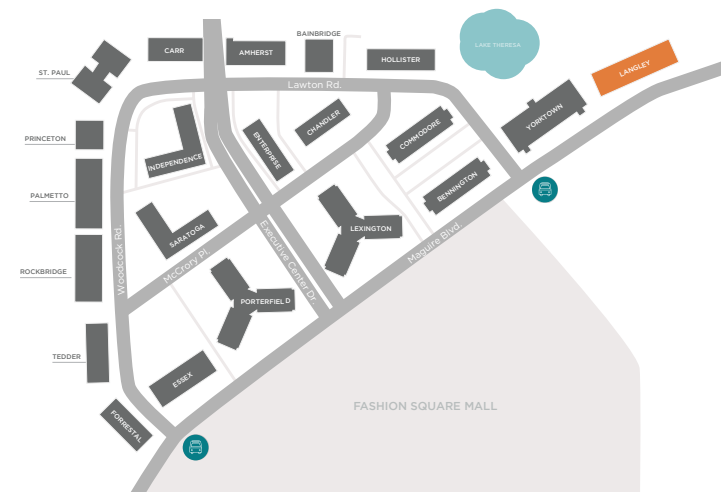 BAINBRIDGE
CARR
AMHERST
HOLLISTER
LAKE THERESA
LANGLEY
ST. PAUL
Lawton Rd.
YORKTOWN
CHANDLER
COMMODORE
ENTERPRISE
PRINCETON
INDEPENDENCE
PALMETTO
BENNINGTON
SARATOGA
LEXINGTON
Maguire Blvd.
Woodcock Rd.
McCrory Pl.
Executive Center Dr.
ROCKBRIDGE
PORTERFIELD
TEDDER
ESSEX
FORRESTAL
FASHION SQUARE MALL